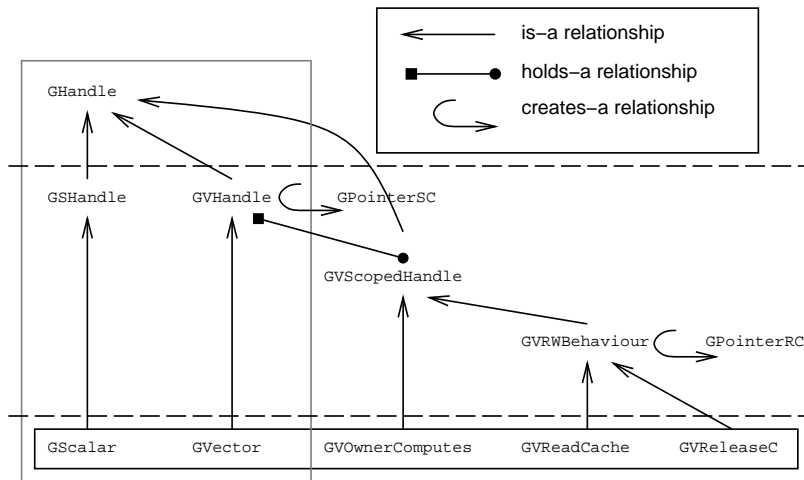 is-a relationship
holds-a relationship
creates-a relationship
GHandle
GSHandle
GVHandle
GPointerSC
GVScopedHandle
GVRWBehaviour
GPointerRC
GScalar
GVector
GVOwnerComputes
GVReadCache
GVReleaseC